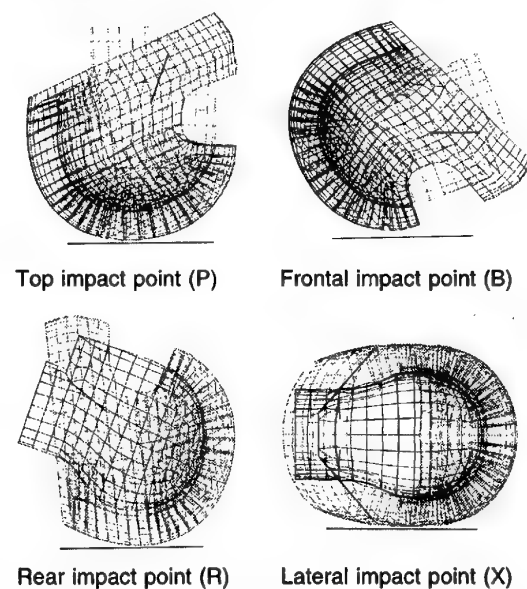 Top impact point (P)
Frontal impact point (B)
Rear impact point (R)
Lateral impact point (X)